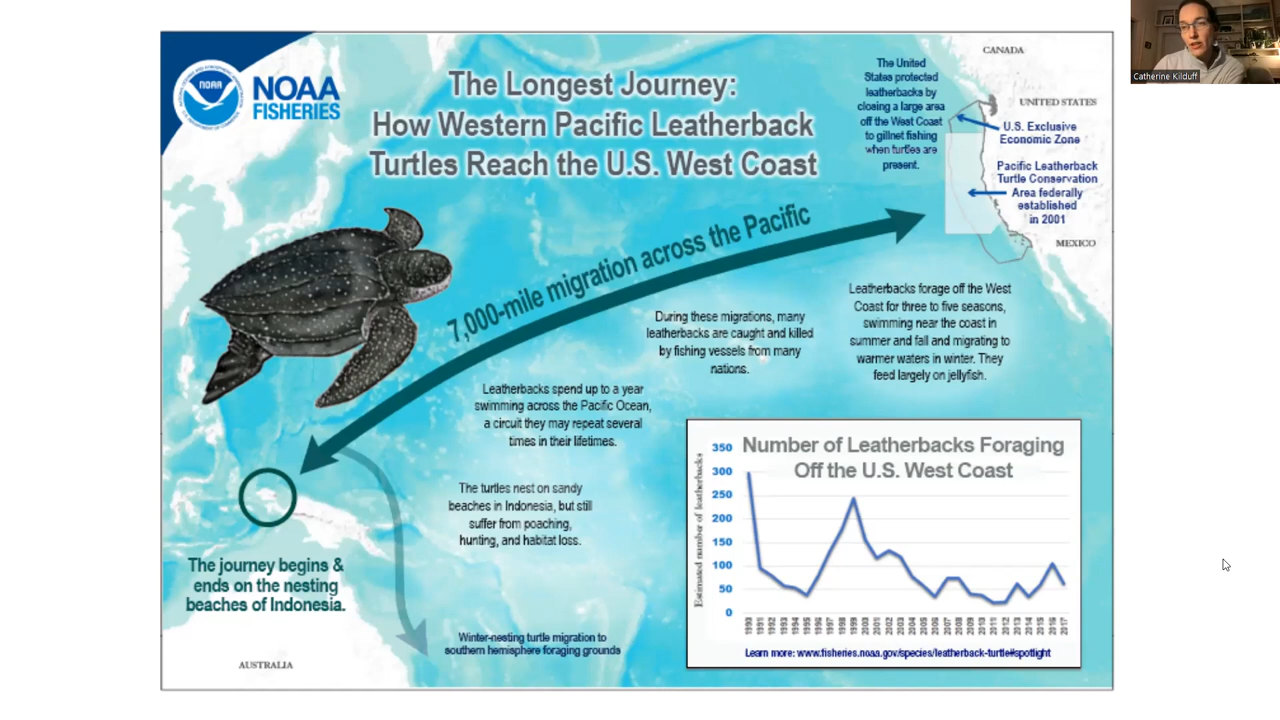 NOAA
NOAA
FISHERIES
The Longest Journey:
How Western Pacific Leatherback
Turtles Reach the U.S. West Coast
The United
States protected
leatherbacks by
closing a large area
off the West Coast
to gillnet fishing
when turtles are
present.
CANADA
UNITED STATES
U.S. Exclusive
Economic Zone
Pacific Leatherback
Turtle Conservation
Area federally
established
in 2001
MEXICO
Catherine Kilduff
7,000-mile migration across the Pacific
During these migrations, many
leatherbacks are caught and killed
by fishing vessels from many
nations.
Leatherbacks forage off the West
Coast for three to five seasons,
swimming near the coast in
summer and fall and migrating to
warmer waters in winter. They
feed largely on jellyfish.
Leatherbacks spend up to a year
swimming across the Pacific Ocean,
a circuit they may repeat several
times in their lifetimes.
The turtles nest on sandy
beaches in Indonesia, but still
suffer from poaching,
hunting, and habitat loss.
The journey begins &
ends on the nesting
beaches of Indonesia.
Winter-nesting turtle migration to
southern hemisphere foraging grounds
AUSTRALIA
Number of Leatherbacks Foraging
Off the U.S. West Coast
Estimated number of leatherbacks
350
300
250
200
150
100
50
0
1990 1991 1992 1993 1994 1995 1996 1997 1998 1999 2000 2001 2002 2003 2004 2005 2006 2007 2008 2009 2010 2011 2012 2013 2014 2015 2016 2017
Learn more: www.fisheries.noaa.gov/species/leatherback-turtle#spotlight